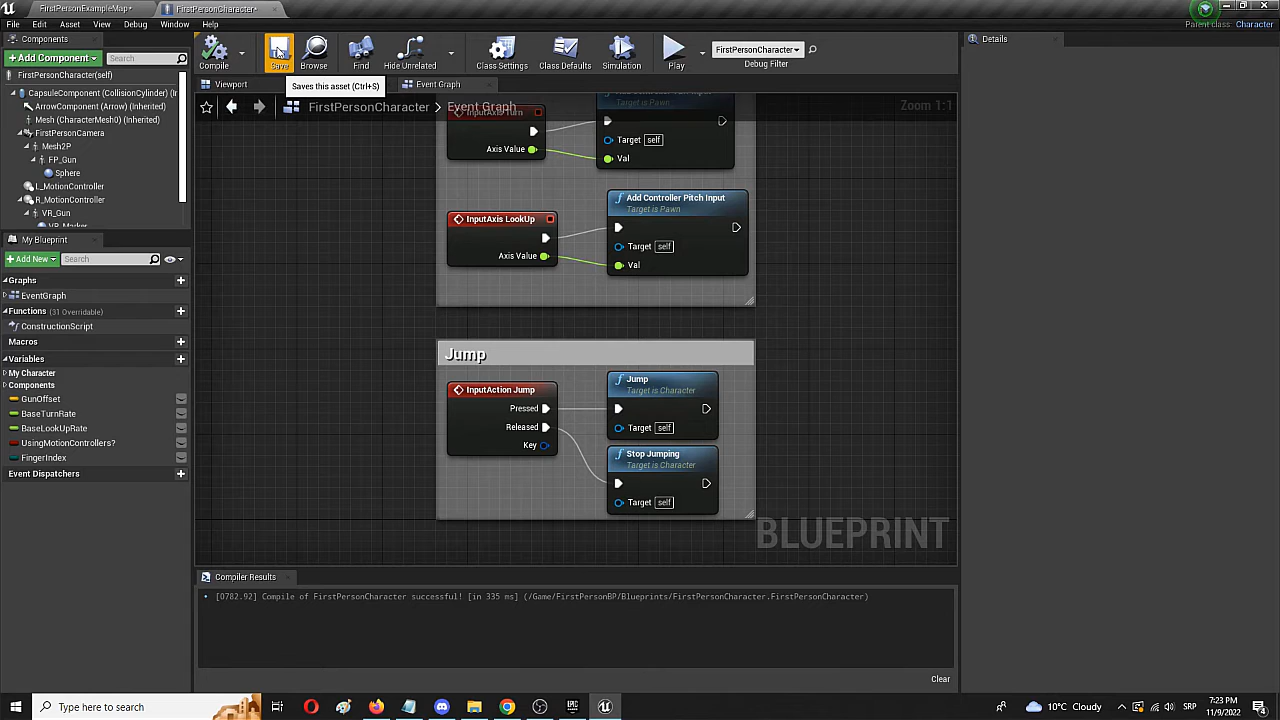 FirstPersonExampleMap*
FirstPersonCharacter*
File Edit Asset View Debug Window Help
Parent class: Character
Components
Details
+ Add Component
Search
Compile
Save
Browse
Find
Hide Unrelated
Class Settings
Class Defaults
Simulation
Play
FirstPersonCharacter
Debug Filter
Saves this asset (Ctrl+S)
Viewport
Event Graph
FirstPersonCharacter > Event Graph
Zoom 1:1
FirstPersonCharacter(self)
CapsuleComponent (CollisionCylinder) (In
ArrowComponent (Arrow) (Inherited)
Mesh (CharacterMesh0) (Inherited)
FirstPersonCamera
Mesh2P
FP_Gun
Sphere
L_MotionController
R_MotionController
VR_Gun
My Blueprint
+ Add New
Search
Graphs
EventGraph
Functions (31 Overridable)
ConstructionScript
Macros
Variables
My Character
Components
GunOffset
BaseTurnRate
BaseLookUpRate
UsingMotionControllers?
FingerIndex
Event Dispatchers
InputAxis Turn
Axis Value
Target is Pawn
Target self
Val
InputAxis LookUp
Axis Value
Add Controller Pitch Input
Target is Pawn
Target self
Val
Jump
InputAction Jump
Pressed
Released
Key
Jump
Target is Character
Target self
Stop Jumping
Target is Character
Target self
BLUEPRINT
Compiler Results
[0782.92] Compile of FirstPersonCharacter successful! [in 335 ms] (/Game/FirstPersonBP/Blueprints/FirstPersonCharacter.FirstPersonCharacter)
Clear
Type here to search
10°C Cloudy
SRP
7:23 PM
11/9/2022